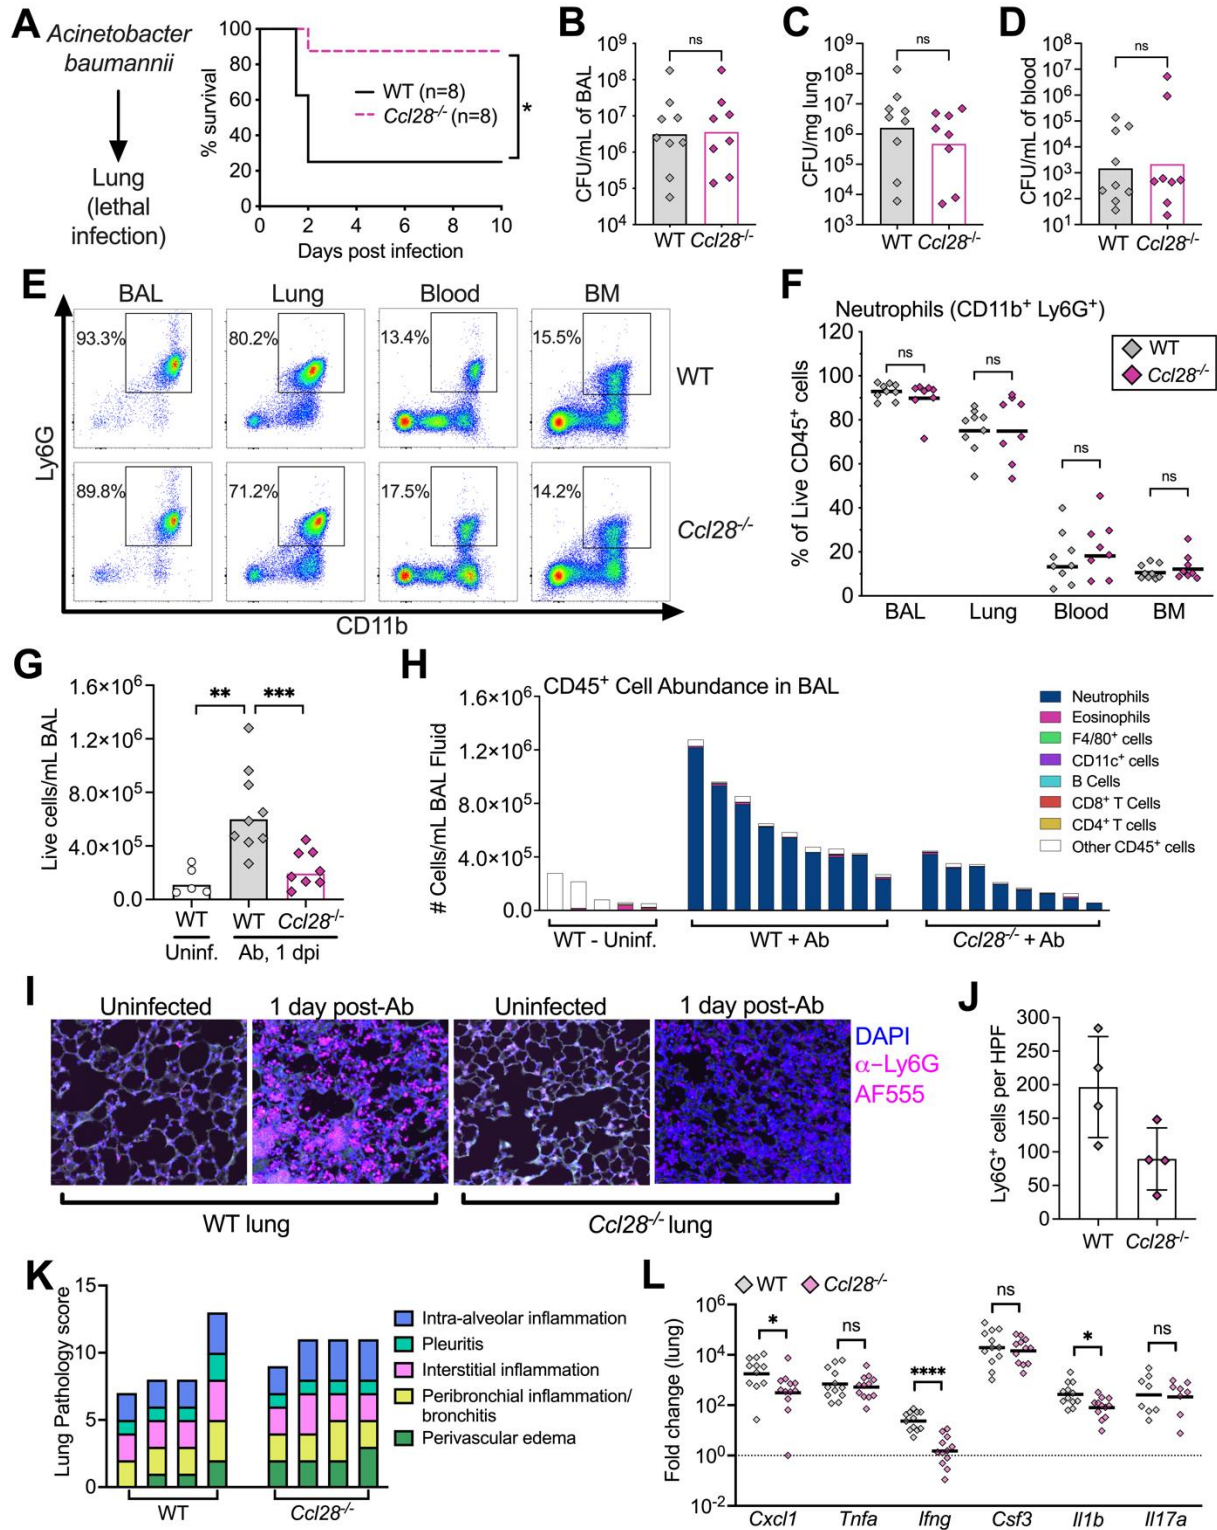 A
Acinetobacter
baumannii
Lung
(lethal
infection)
% survival
100
80
60
40
20
0
WT (n=8)
Ccl28-/- (n=8)
*
0 2 4 6 8 10
Days post infection
B
CFU/mL of BAL
10⁹
10⁸
10⁷
10⁶
10⁵
10⁴
ns
WT Ccl28-/-
C
CFU/mg lung
10⁹
10⁸
10⁷
10⁶
10⁵
10⁴
10³
ns
WT Ccl28-/-
D
CFU/mL of blood
10⁸
10⁷
10⁶
10⁵
10⁴
10³
10²
10¹
ns
WT Ccl28-/-
E
BAL Lung Blood BM
93.3% 80.2% 13.4% 15.5%
WT
89.8% 71.2% 17.5% 14.2%
Ccl28-/-
Ly6G
CD11b
F
Neutrophils (CD11b⁺ Ly6G⁺)
% of Live CD45⁺ cells
120
100
80
60
40
20
0
ns ns ns ns
WT
Ccl28-/-
BAL Lung Blood BM
G
Live cells/mL BAL
1.6×10⁶
1.2×10⁶
8.0×10⁵
4.0×10⁵
0.0
** ***
WT WT Ccl28-/-
Uninf. Ab, 1 dpi
H
CD45⁺ Cell Abundance in BAL
# Cells/mL BAL Fluid
1.6×10⁶
1.2×10⁶
8.0×10⁵
4.0×10⁵
0.0
WT - Uninf. WT + Ab Ccl28-/- + Ab
Neutrophils
Eosinophils
F4/80⁺ cells
CD11c⁺ cells
B Cells
CD8⁺ T Cells
CD4⁺ T cells
Other CD45⁺ cells
I
Uninfected 1 day post-Ab Uninfected 1 day post-Ab
DAPI
α–Ly6G
AF555
WT lung Ccl28-/- lung
J
Ly6G⁺ cells per HPF
300
250
200
150
100
50
0
WT Ccl28-/-
K
Lung Pathology score
15
10
5
0
WT Ccl28-/-
Intra-alveolar inflammation
Pleuritis
Interstitial inflammation
Peribronchial inflammation/
bronchitis
Perivascular edema
L
WT Ccl28-/-
Fold change (lung)
10⁶
10⁴
10²
10⁰
10⁻²
* ns **** ns * ns
Cxcl1 Tnfa Ifng Csf3 Il1b Il17a